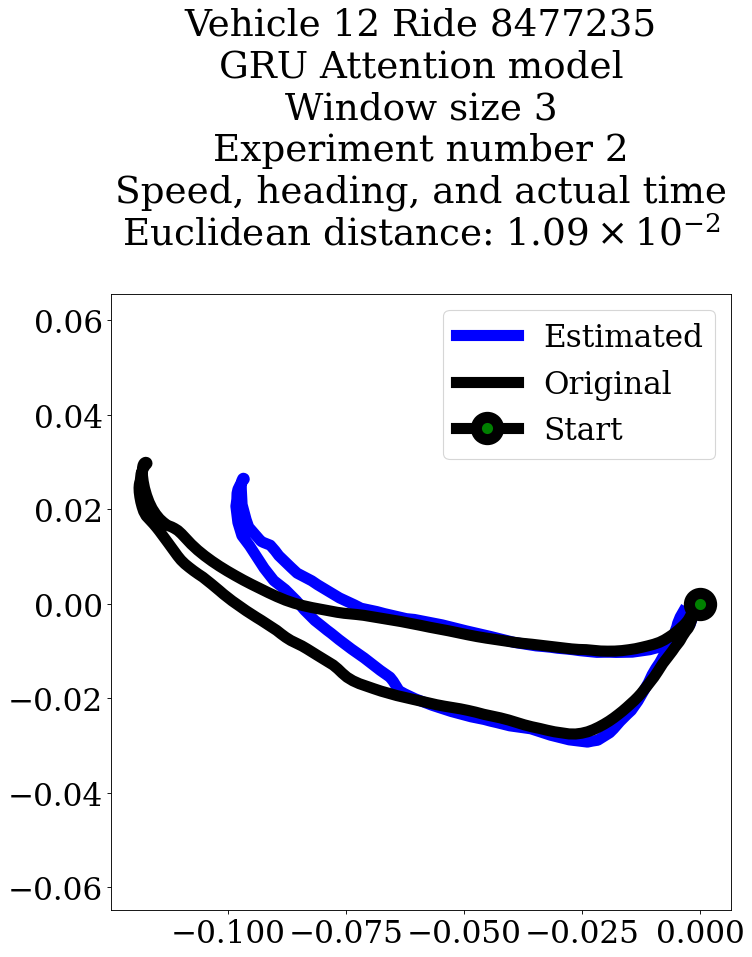 Vehicle 12 Ride 8477235
GRU Attention model
Window size 3
Experiment number 2
Speed, heading, and actual time
Euclidean distance: 1.09 × 10⁻²
Estimated
Original
Start
0.06
0.04
0.02
0.00
−0.02
−0.04
−0.06
−0.100 −0.075 −0.050 −0.025 0.000